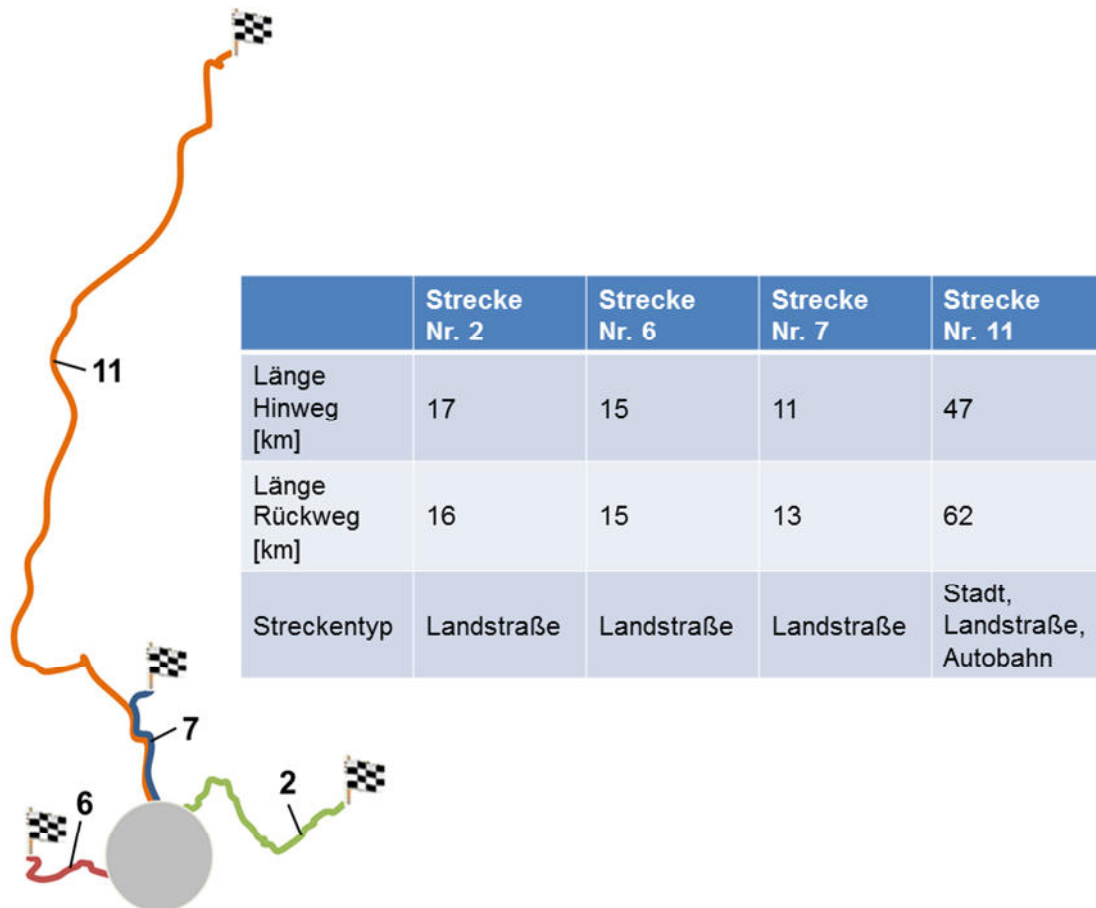 11
7
2
6
Strecke Nr. 2 Strecke Nr. 6 Strecke Nr. 7 Strecke Nr. 11
Länge Hinweg [km] 17 15 11 47
Länge Rückweg [km] 16 15 13 62
Streckentyp Landstraße Landstraße Landstraße Stadt, Landstraße, Autobahn